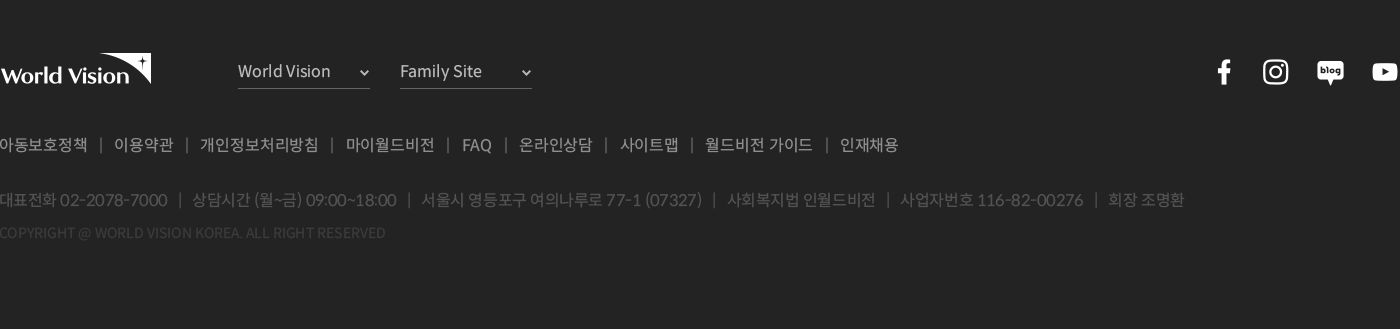 World Vision World Vision Family Site blog
아동보호정책 | 이용약관 | 개인정보처리방침 | 마이월드비전 | FAQ | 온라인상담 | 사이트맵 | 월드비전 가이드 | 인재채용
대표전화 02-2078-7000 | 상담시간 (월~금) 09:00~18:00 | 서울시 영등포구 여의나루로 77-1 (07327) | 사회복지법 인월드비전 | 사업자번호 116-82-00276 | 회장 조명환
COPYRIGHT @ WORLD VISION KOREA. ALL RIGHT RESERVED